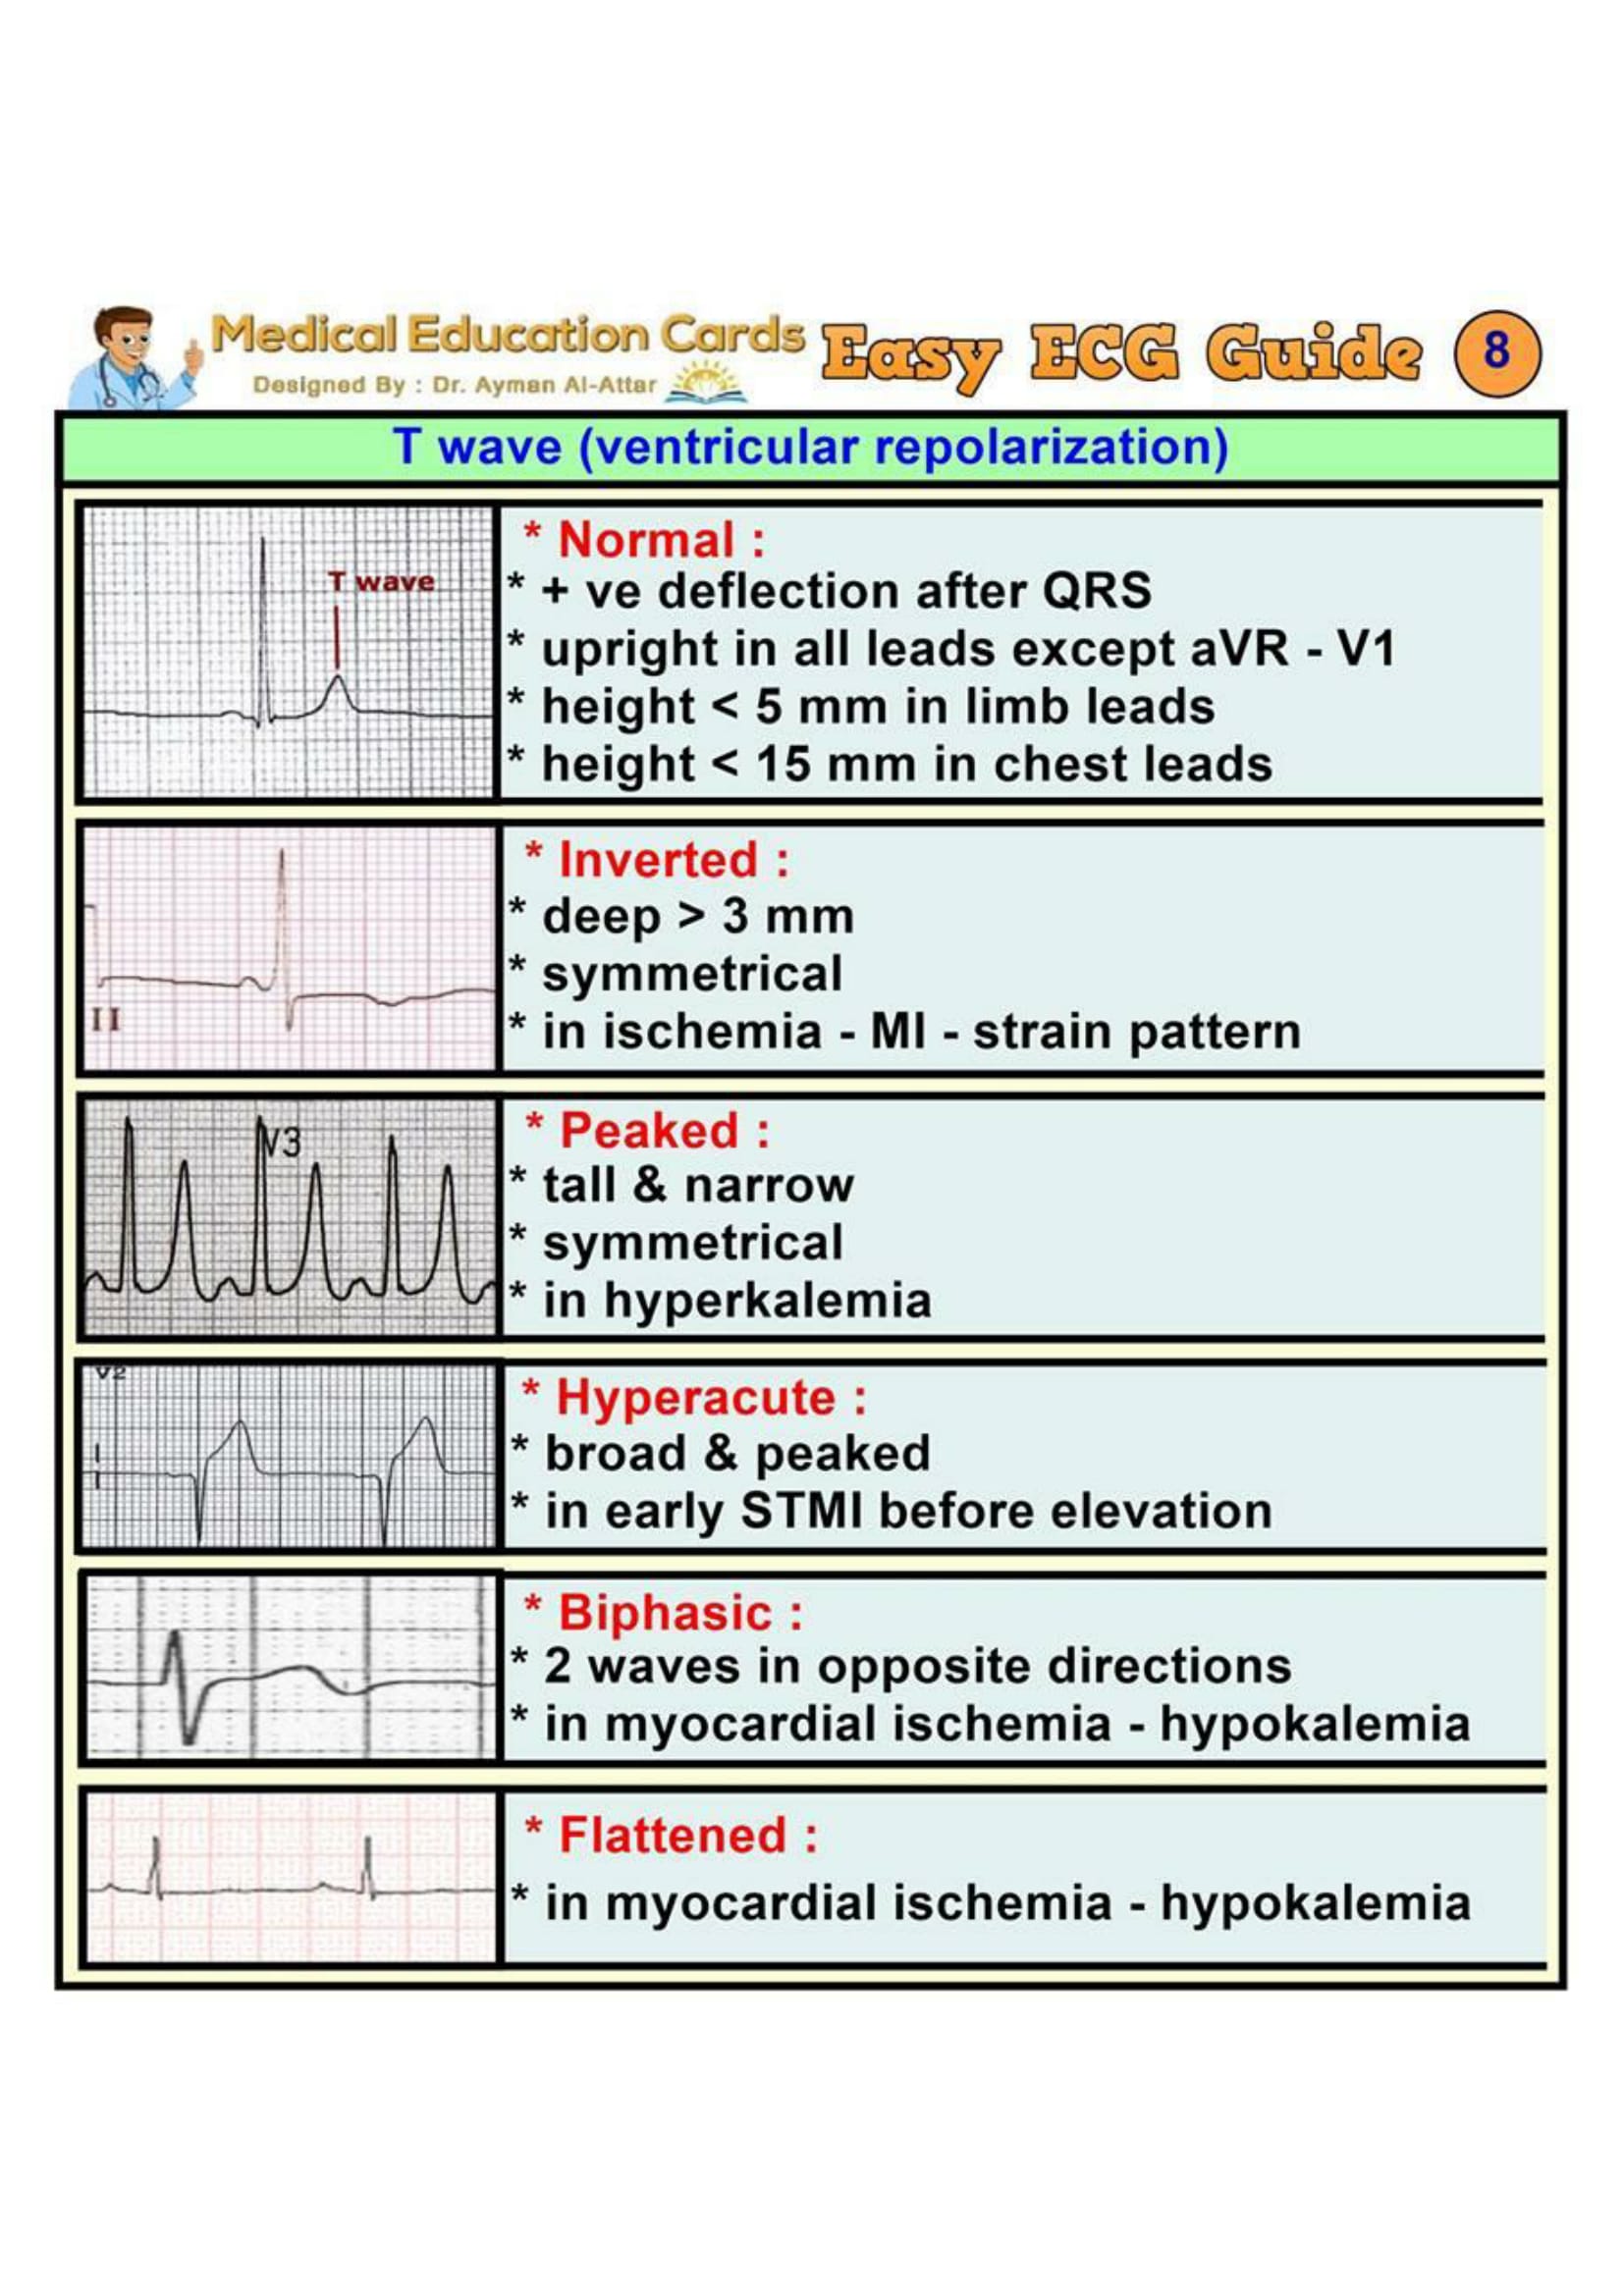 Medical Education Cards
Designed By : Dr. Ayman Al-Attar
Easy ECG Guide 8
T wave (ventricular repolarization)
T wave
* Normal :
* + ve deflection after QRS
* upright in all leads except aVR - V1
* height < 5 mm in limb leads
* height < 15 mm in chest leads
II
* Inverted :
* deep > 3 mm
* symmetrical
* in ischemia - MI - strain pattern
V3
* Peaked :
* tall & narrow
* symmetrical
* in hyperkalemia
V2
* Hyperacute :
* broad & peaked
* in early STMI before elevation
* Biphasic :
* 2 waves in opposite directions
* in myocardial ischemia - hypokalemia
* Flattened :
* in myocardial ischemia - hypokalemia